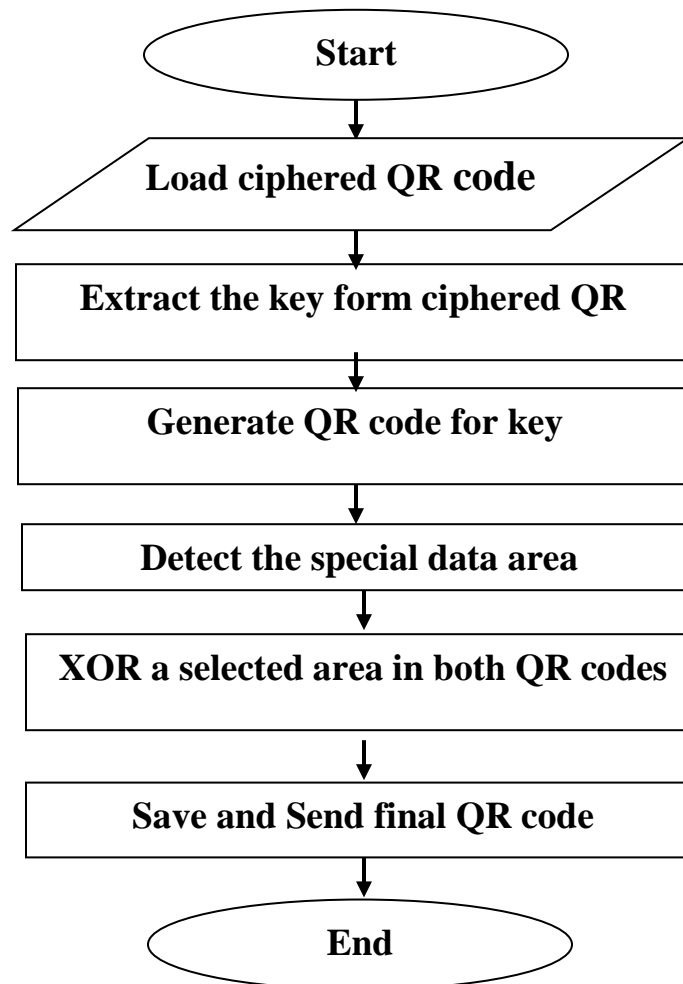 Start
Load ciphered QR code
Extract the key form ciphered QR
Generate QR code for key
Detect the special data area
XOR a selected area in both QR codes
Save and Send final QR code
End